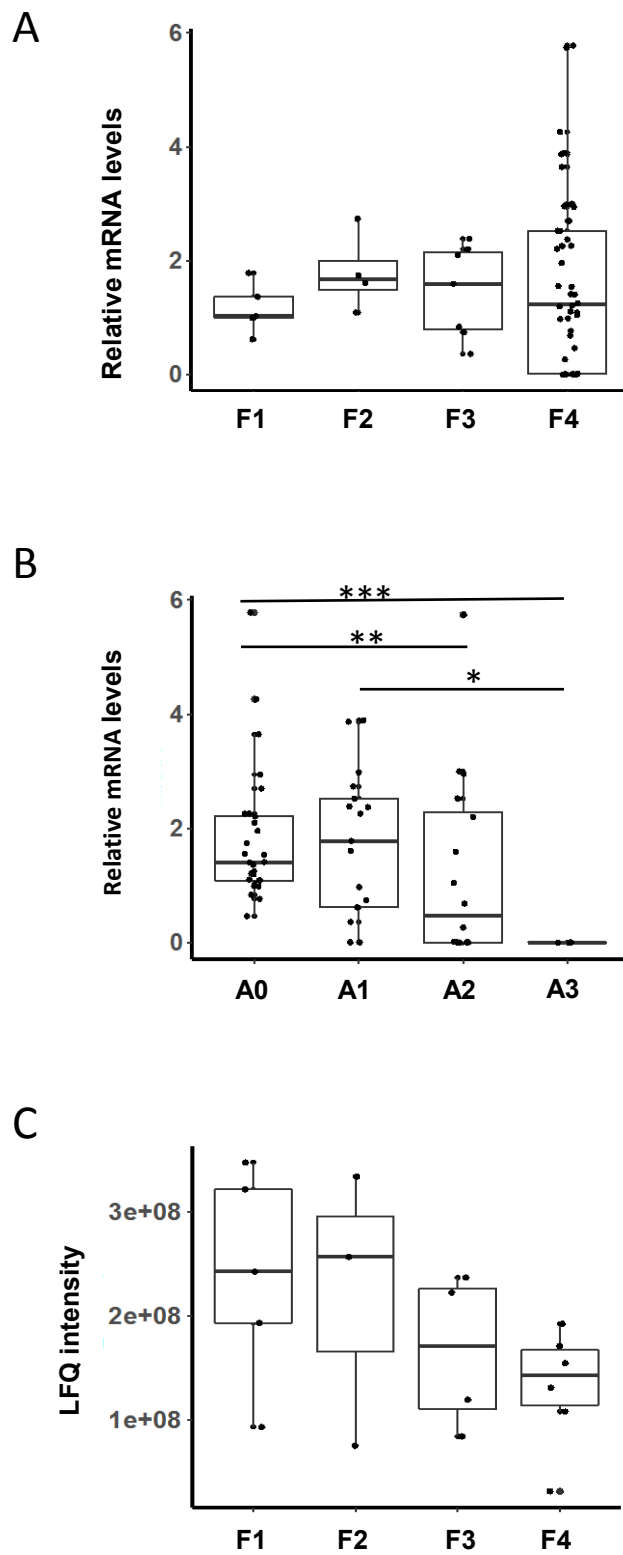 A
Relative mRNA levels
6
4
2
0
F1 F2 F3 F4
B
Relative mRNA levels
6
4
2
0
***
**
*
A0 A1 A2 A3
C
LFQ intensity
3e+08
2e+08
1e+08
F1 F2 F3 F4